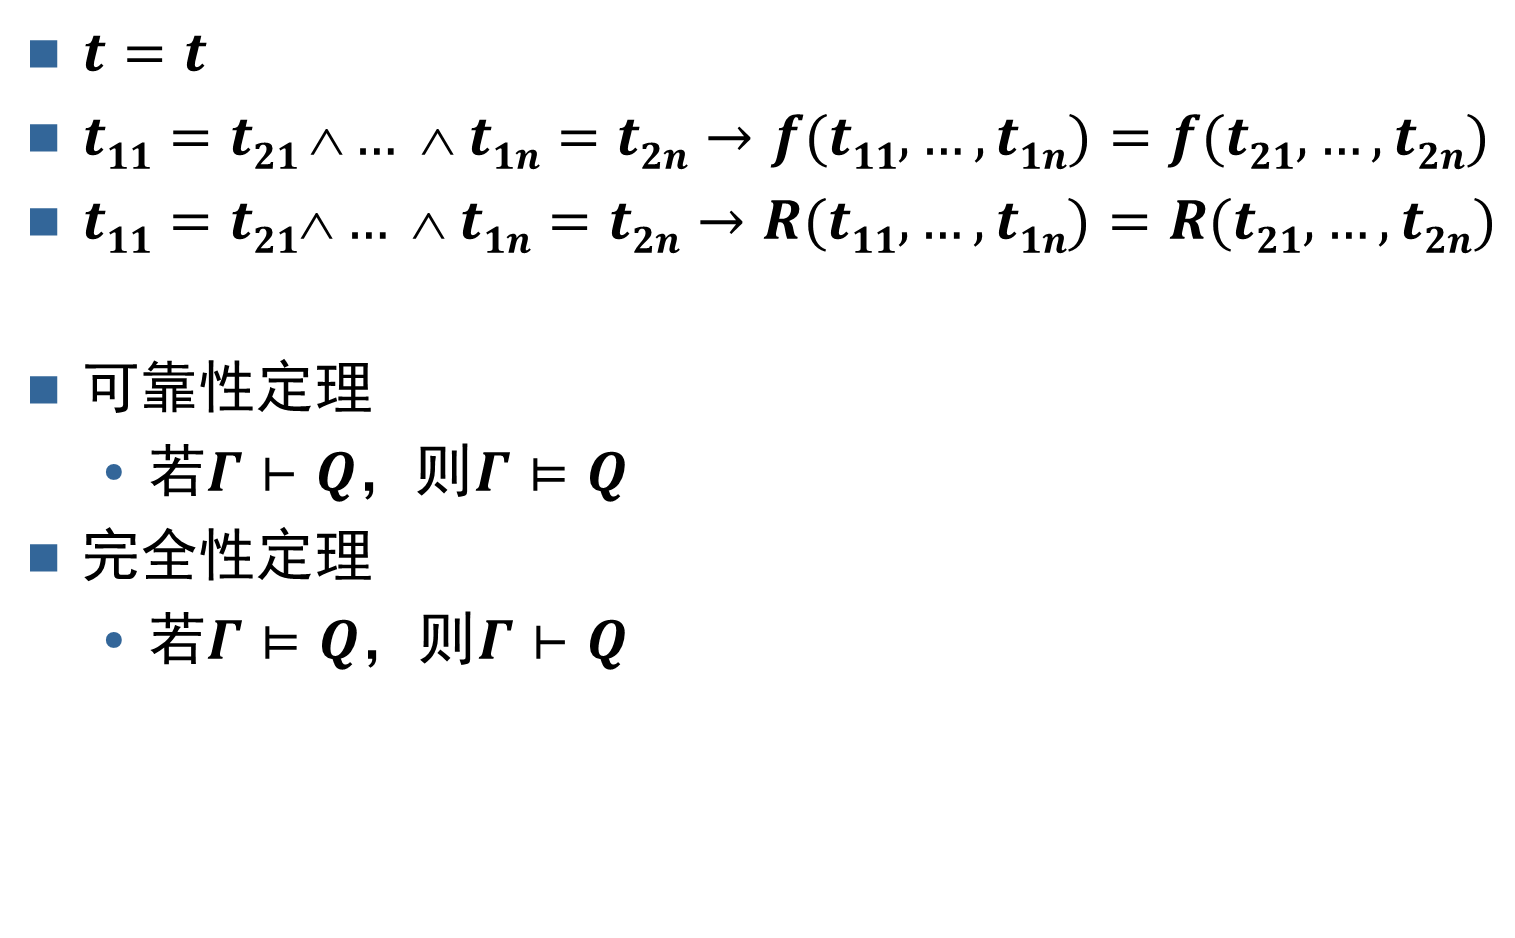 t = t
t₁₁ = t₂₁ ∧ … ∧ t₁ₙ = t₂ₙ → f(t₁₁, … , t₁ₙ) = f(t₂₁, … , t₂ₙ)
t₁₁ = t₂₁ ∧ … ∧ t₁ₙ = t₂ₙ → R(t₁₁, … , t₁ₙ) = R(t₂₁, … , t₂ₙ)
可靠性定理
若Γ ⊢ Q，则Γ ⊨ Q
完全性定理
若Γ ⊨ Q，则Γ ⊢ Q